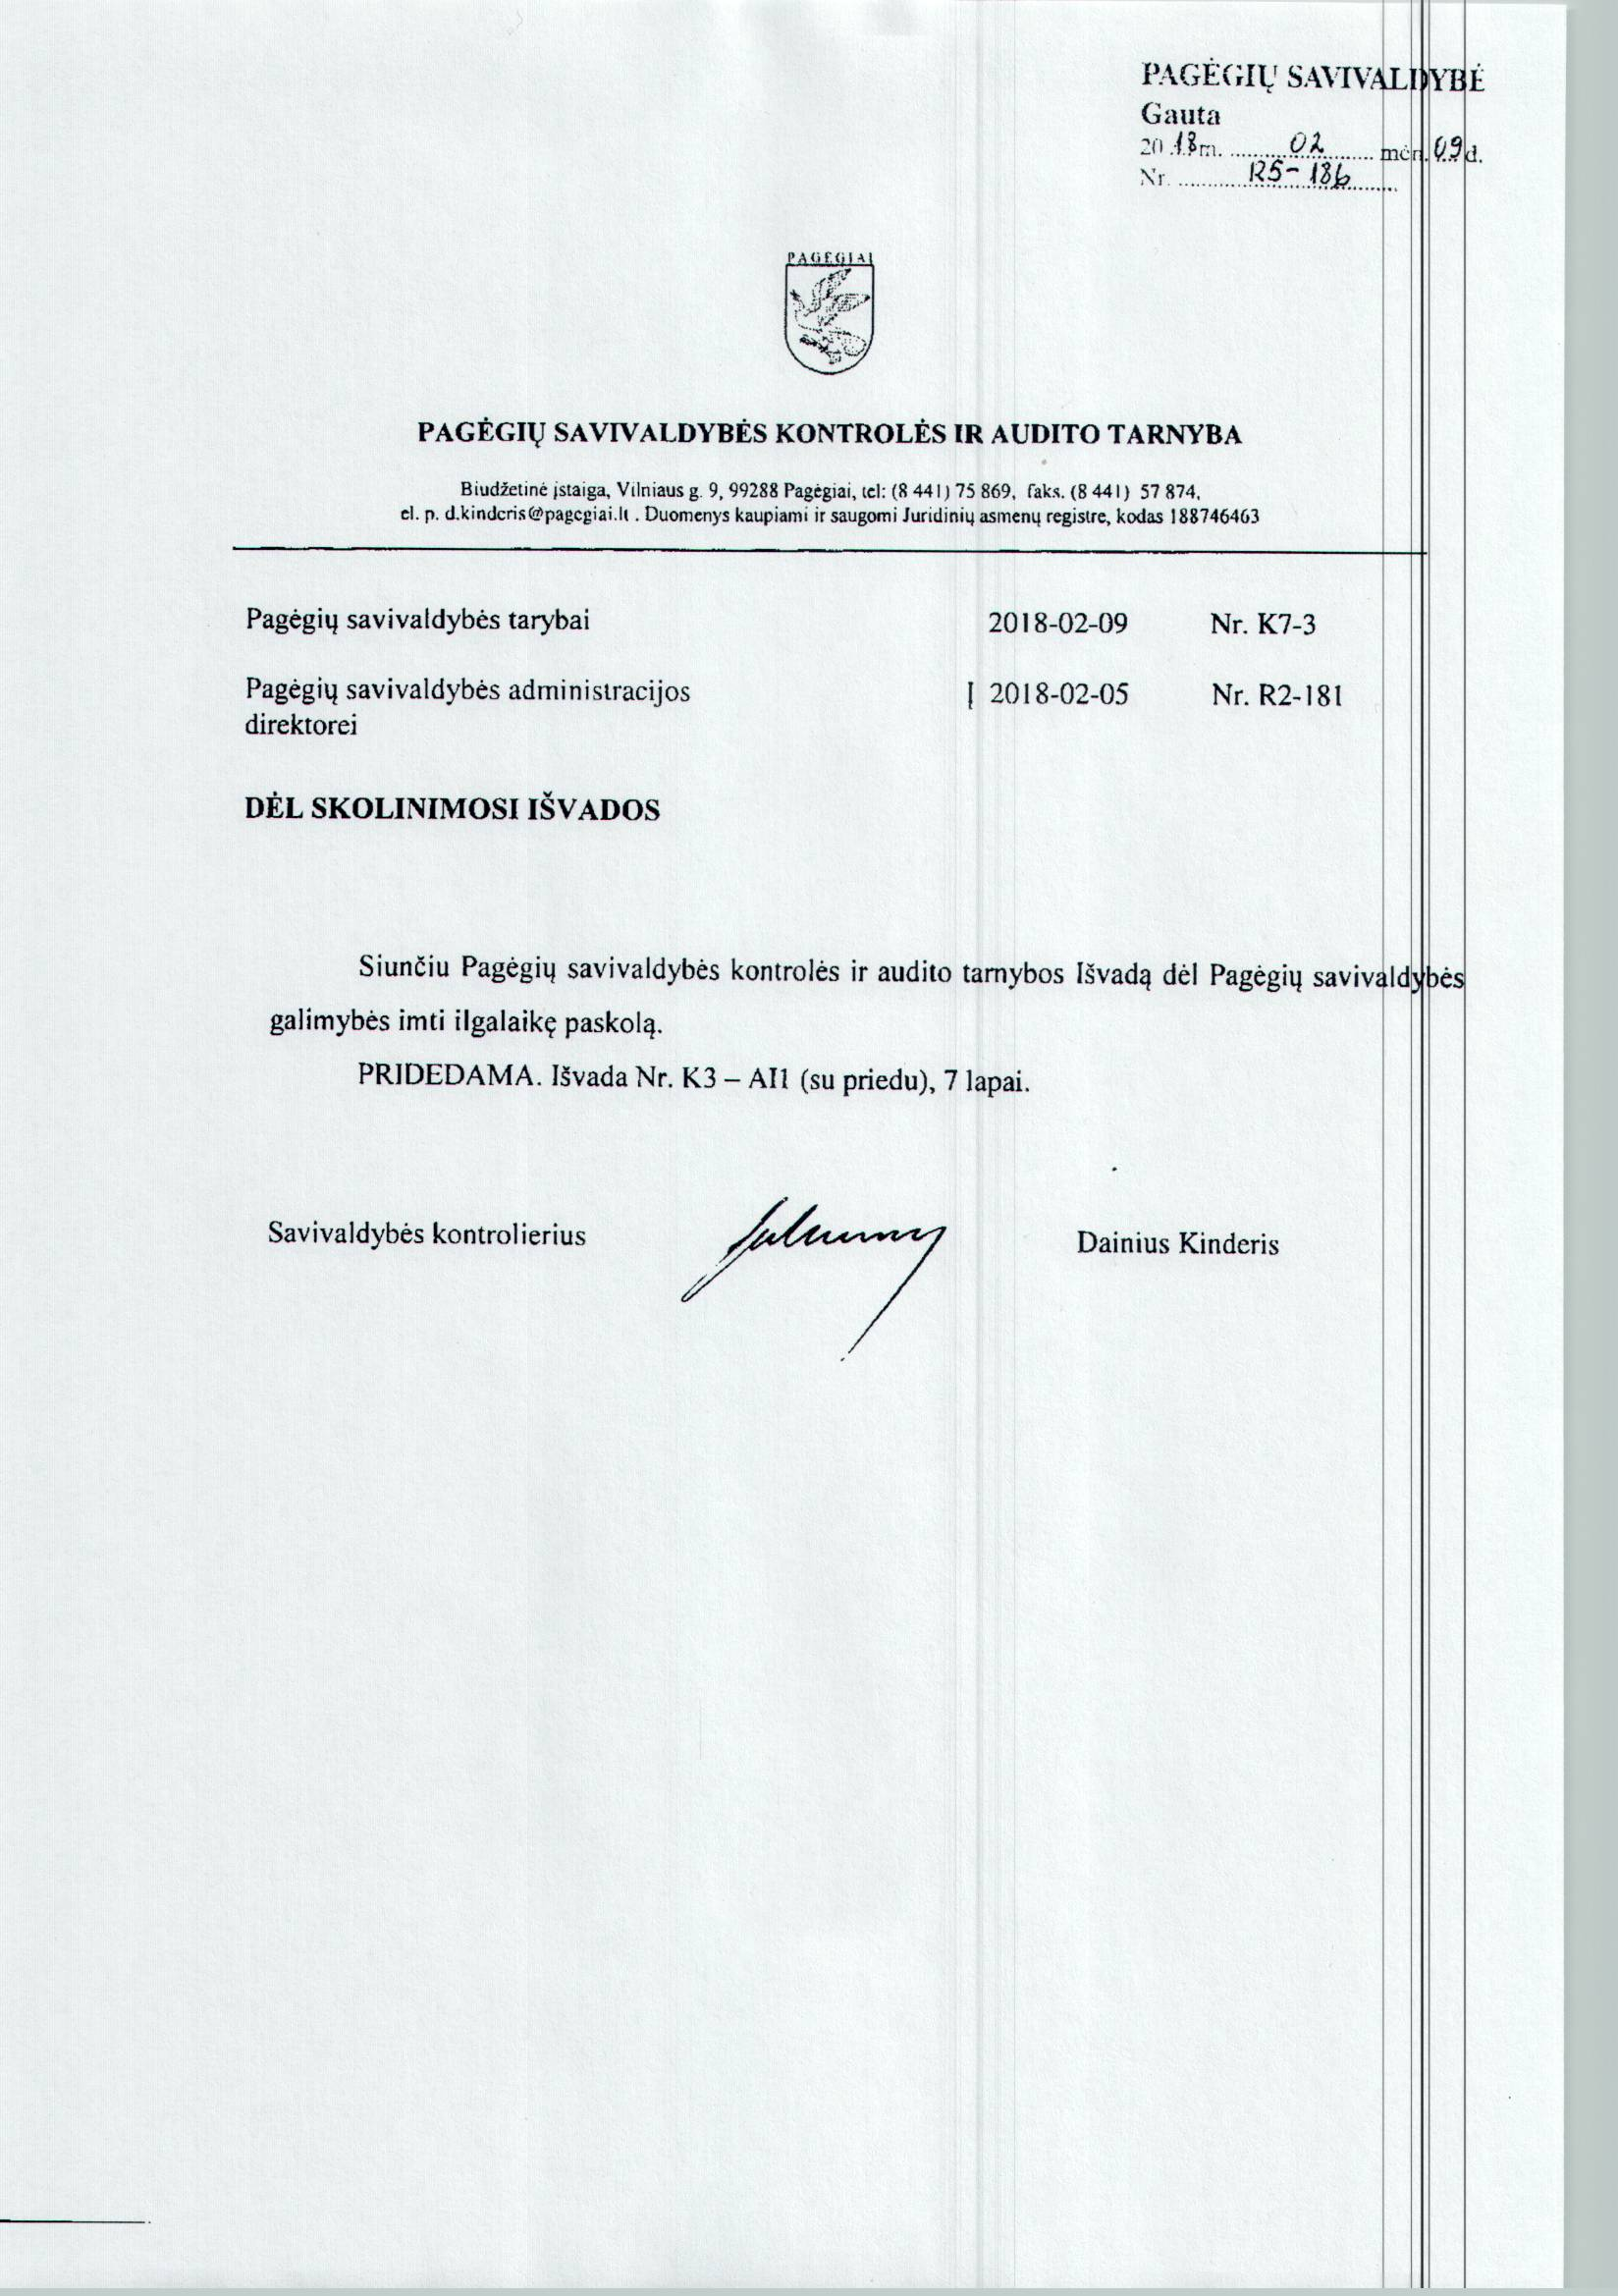 PAGĖGIŲ SAVIVALDYBĖ
Gauta
2018m. 02 mėn. 09d.
Nr. R5-186
PAGĖGIAI
PAGĖGIŲ SAVIVALDYBĖS KONTROLĖS IR AUDITO TARNYBA
Biudžetinė įstaiga, Vilniaus g. 9, 99288 Pagėgiai, tel: (8 441) 75 869, faks. (8 441) 57 874,
el. p. d.kinderis@pagegiai.lt . Duomenys kaupiami ir saugomi Juridinių asmenų registre, kodas 188746463
Pagėgių savivaldybės tarybai 2018-02-09 Nr. K7-3
Pagėgių savivaldybės administracijos Į 2018-02-05 Nr. R2-181
direktorei
DĖL SKOLINIMOSI IŠVADOS
Siunčiu Pagėgių savivaldybės kontrolės ir audito tarnybos Išvadą dėl Pagėgių savivaldybės
galimybės imti ilgalaikę paskolą.
PRIDEDAMA. Išvada Nr. K3 – AI1 (su priedu), 7 lapai.
Savivaldybės kontrolierius Dainius Kinderis